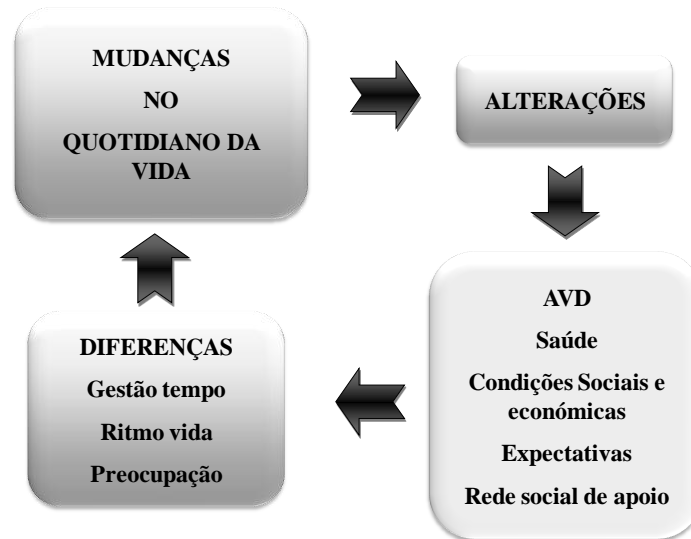 MUDANÇAS
NO
QUOTIDIANO DA
VIDA
ALTERAÇÕES
AVD
Saúde
Condições Sociais e
económicas
Expectativas
Rede social de apoio
DIFERENÇAS
Gestão tempo
Ritmo vida
Preocupação